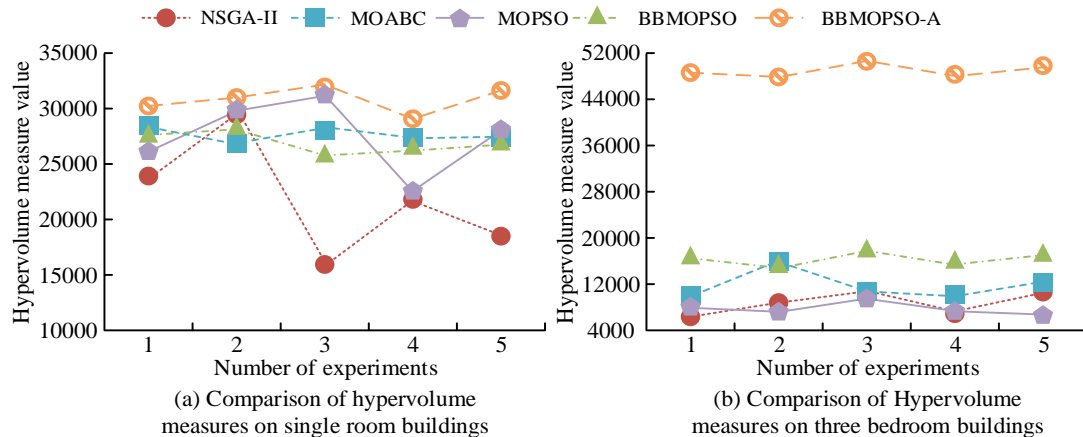 NSGA-II MOABC MOPSO BBMOPSO BBMOPSO-A
Hypervolume measure value
35000
30000
25000
20000
15000
10000
1 2 3 4 5
Number of experiments
(a) Comparison of hypervolume
measures on single room buildings
Hypervolume measure value
52000
44000
36000
28000
20000
12000
4000
1 2 3 4 5
Number of experiments
(b) Comparison of Hypervolume
measures on three bedroom buildings